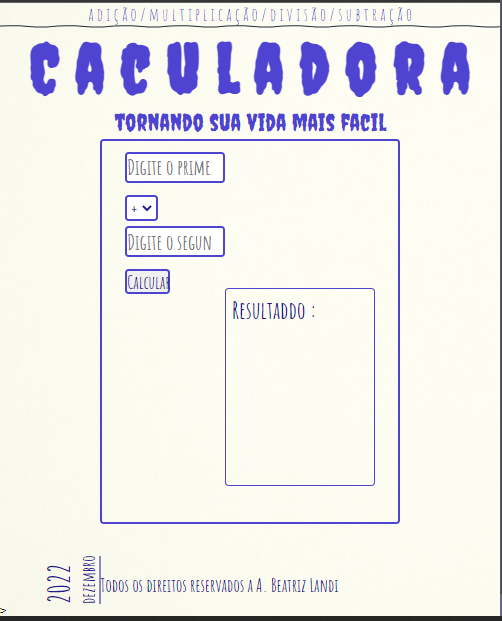 ADIÇÃO/MULTIPLICAÇÃO/DIVISÃO/SUBTRAÇÃO
CACULADORA
TORNANDO SUA VIDA MAIS FACIL
Digite o prime
+
Digite o segun
Calcular
Resultaddo :
2022
DEZEMBRO
Todos os direitos reservados a A. Beatriz Landi
>